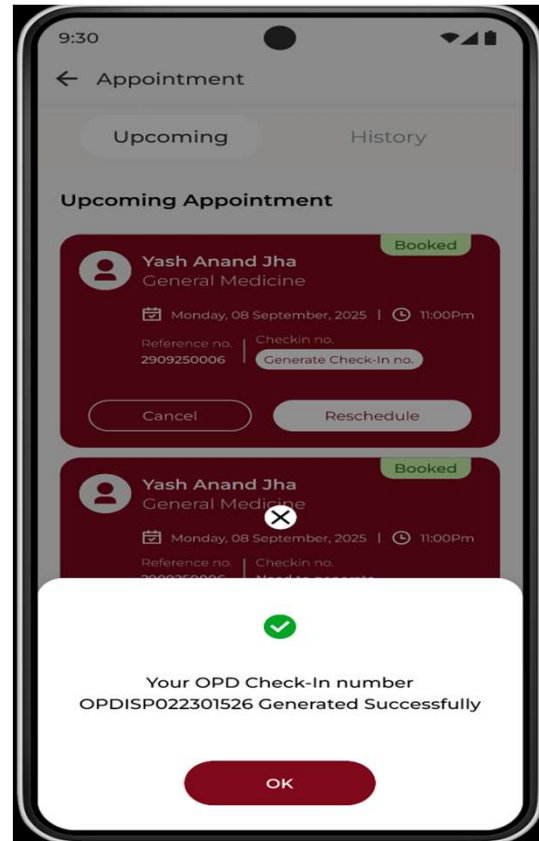 9:30
Appointment
Upcoming History
Upcoming Appointment
Booked
Yash Anand Jha
General Medicine
Monday, 08 September, 2025 | 11:00Pm
Reference no. Checkin no.
2909250006 Generate Check-In no.
Cancel Reschedule
Booked
Yash Anand Jha
General Medicine
Monday, 08 September, 2025 | 11:00Pm
Reference no. Checkin no.
Your OPD Check-In number
OPDISP022301526 Generated Successfully
OK